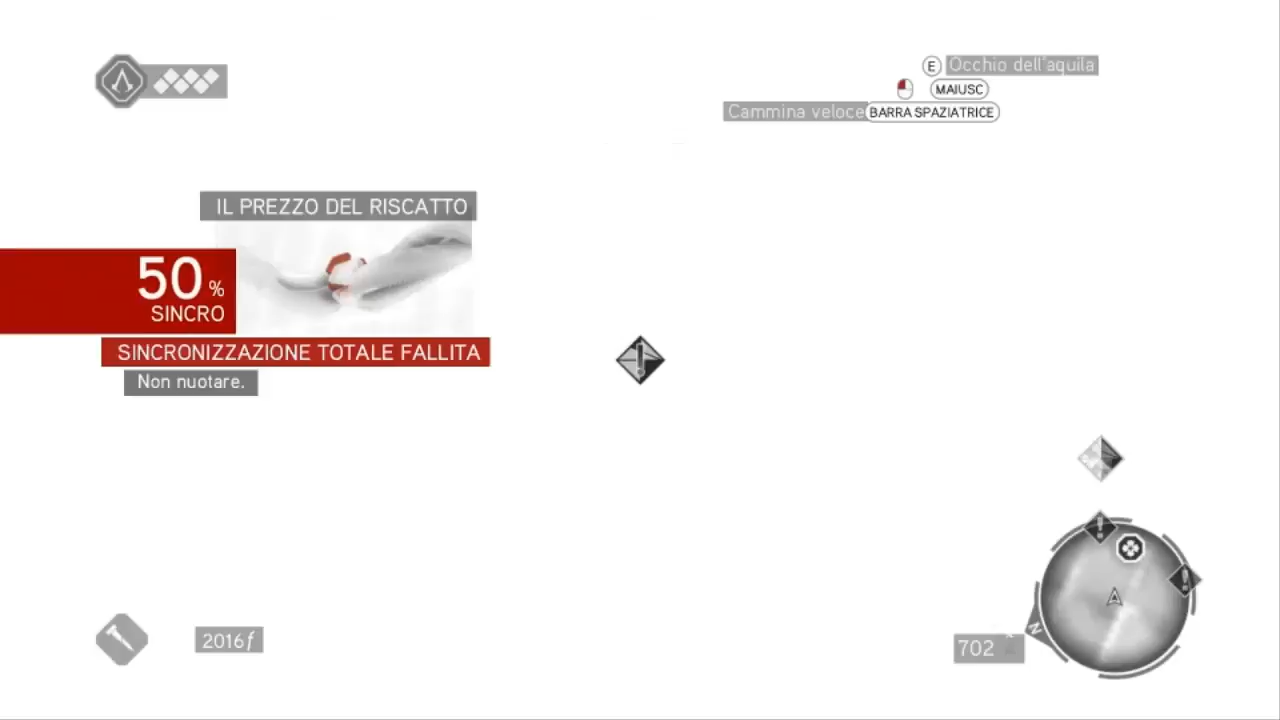 E Occhio dell'aquila
MAIUSC
Cammina veloce BARRA SPAZIATRICE
IL PREZZO DEL RISCATTO
50 %
SINCRO
SINCRONIZZAZIONE TOTALE FALLITA
Non nuotare.
2016 ƒ
702
N